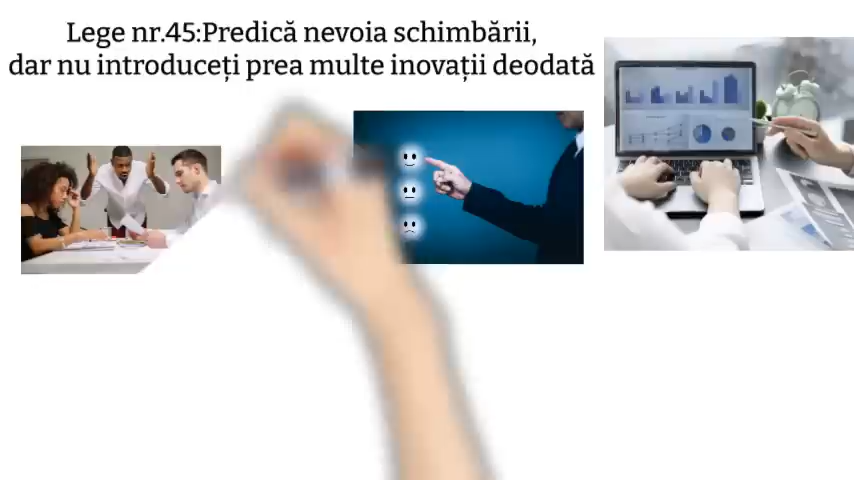 Lege nr.45:Predică nevoia schimbării,
dar nu introduceți prea multe inovații deodată